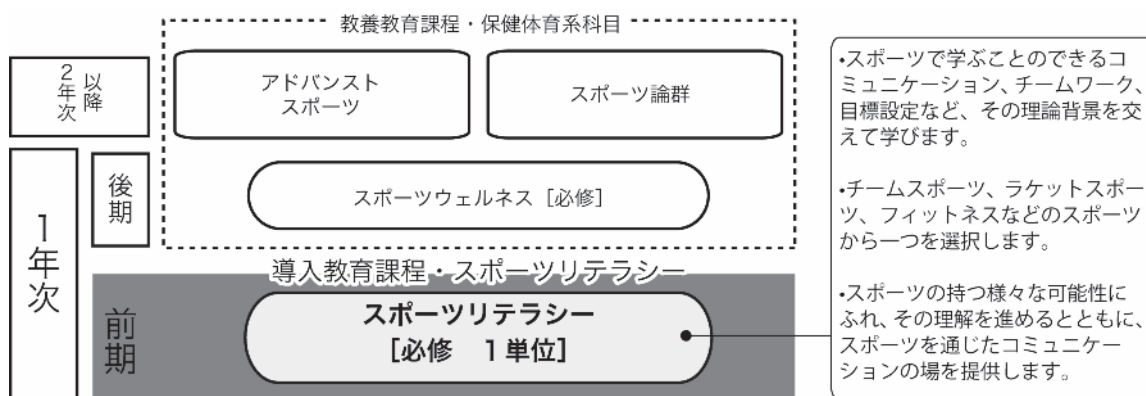 教養教育課程・保健体育系科目
2年次
以降
アドバンスト
スポーツ
スポーツ論群
1年次
後期
スポーツウェルネス［必修］
導入教育課程・スポーツリテラシー
前期
スポーツリテラシー
［必修　1単位］
•スポーツで学ぶことのできるコ
ミュニケーション、チームワーク、
目標設定など、その理論背景を交
えて学びます。
•チームスポーツ、ラケットスポー
ツ、フィットネスなどのスポーツ
から一つを選択します。
•スポーツの持つ様々な可能性に
ふれ、その理解を進めるとともに、
スポーツを通じたコミュニケー
ションの場を提供します。